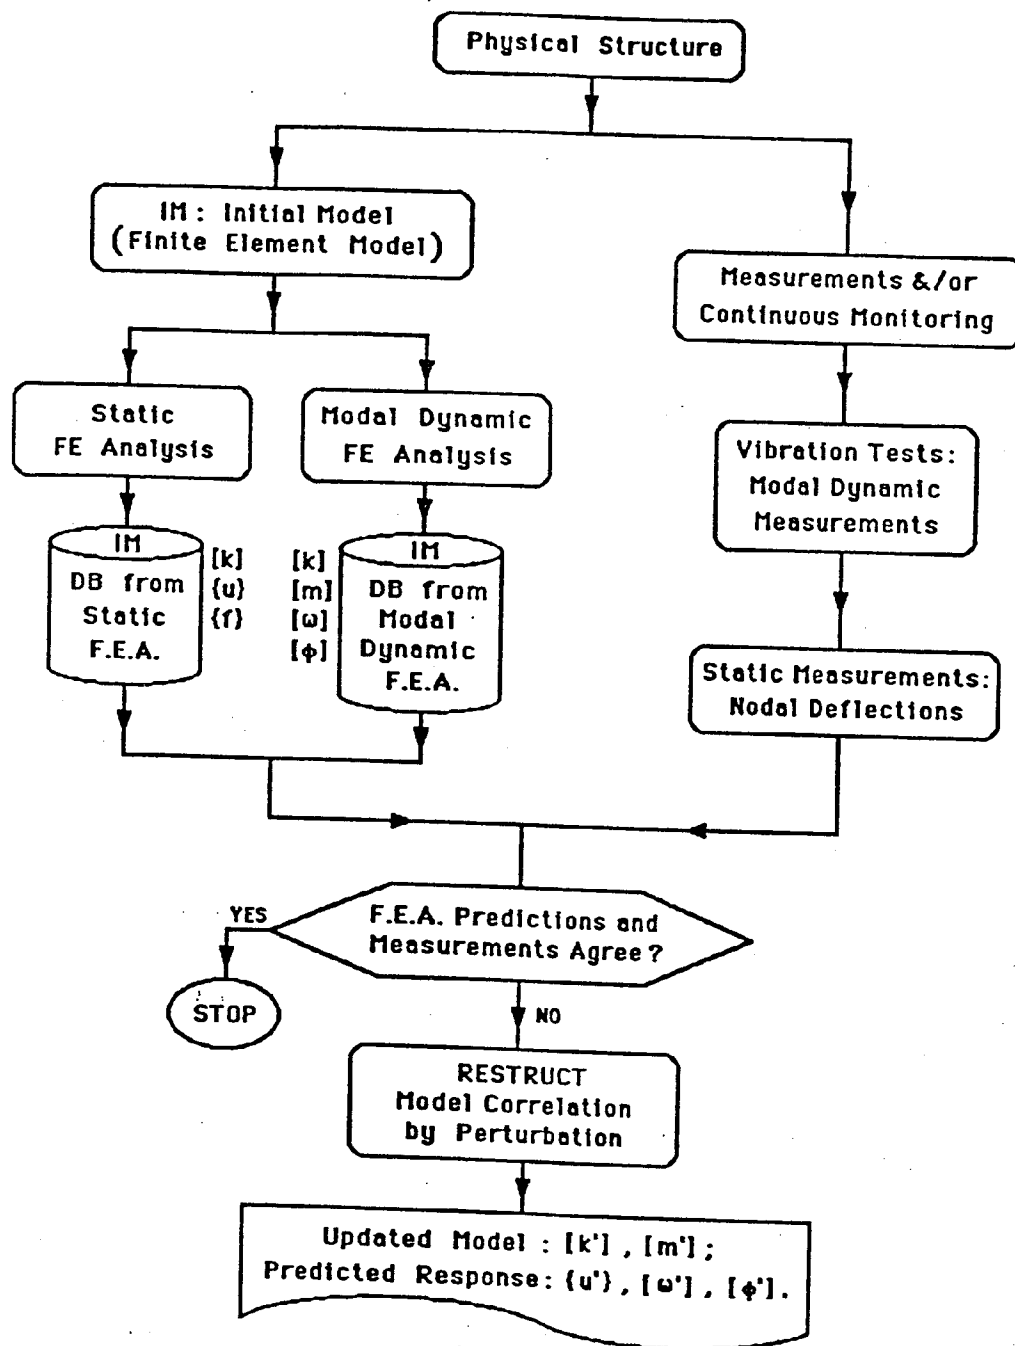 Physical Structure
IM: Initial Model
(Finite Element Model)
Measurements &/or
Continuous Monitoring
Static
FE Analysis
Modal Dynamic
FE Analysis
Vibration Tests:
Modal Dynamic
Measurements
IM
DB from
Static
F.E.A.
[k]
{u}
{f}
[k]
[m]
[ω]
[ϕ]
IM
DB from
Modal
Dynamic
F.E.A.
Static Measurements:
Nodal Deflections
F.E.A. Predictions and
Measurements Agree?
YES
STOP
NO
RESTRUCT
Model Correlation
by Perturbation
Updated Model : [k'] , [m'] ;
Predicted Response: {u'} , [ω'] , [ϕ'].